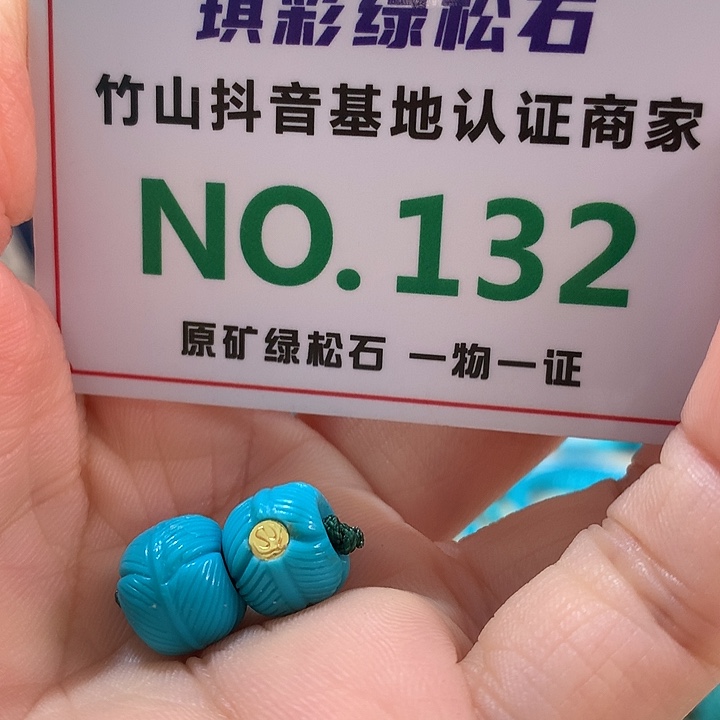 琪彩绿松石
竹山抖音基地认证商家
NO.132
原矿绿松石 一物一证